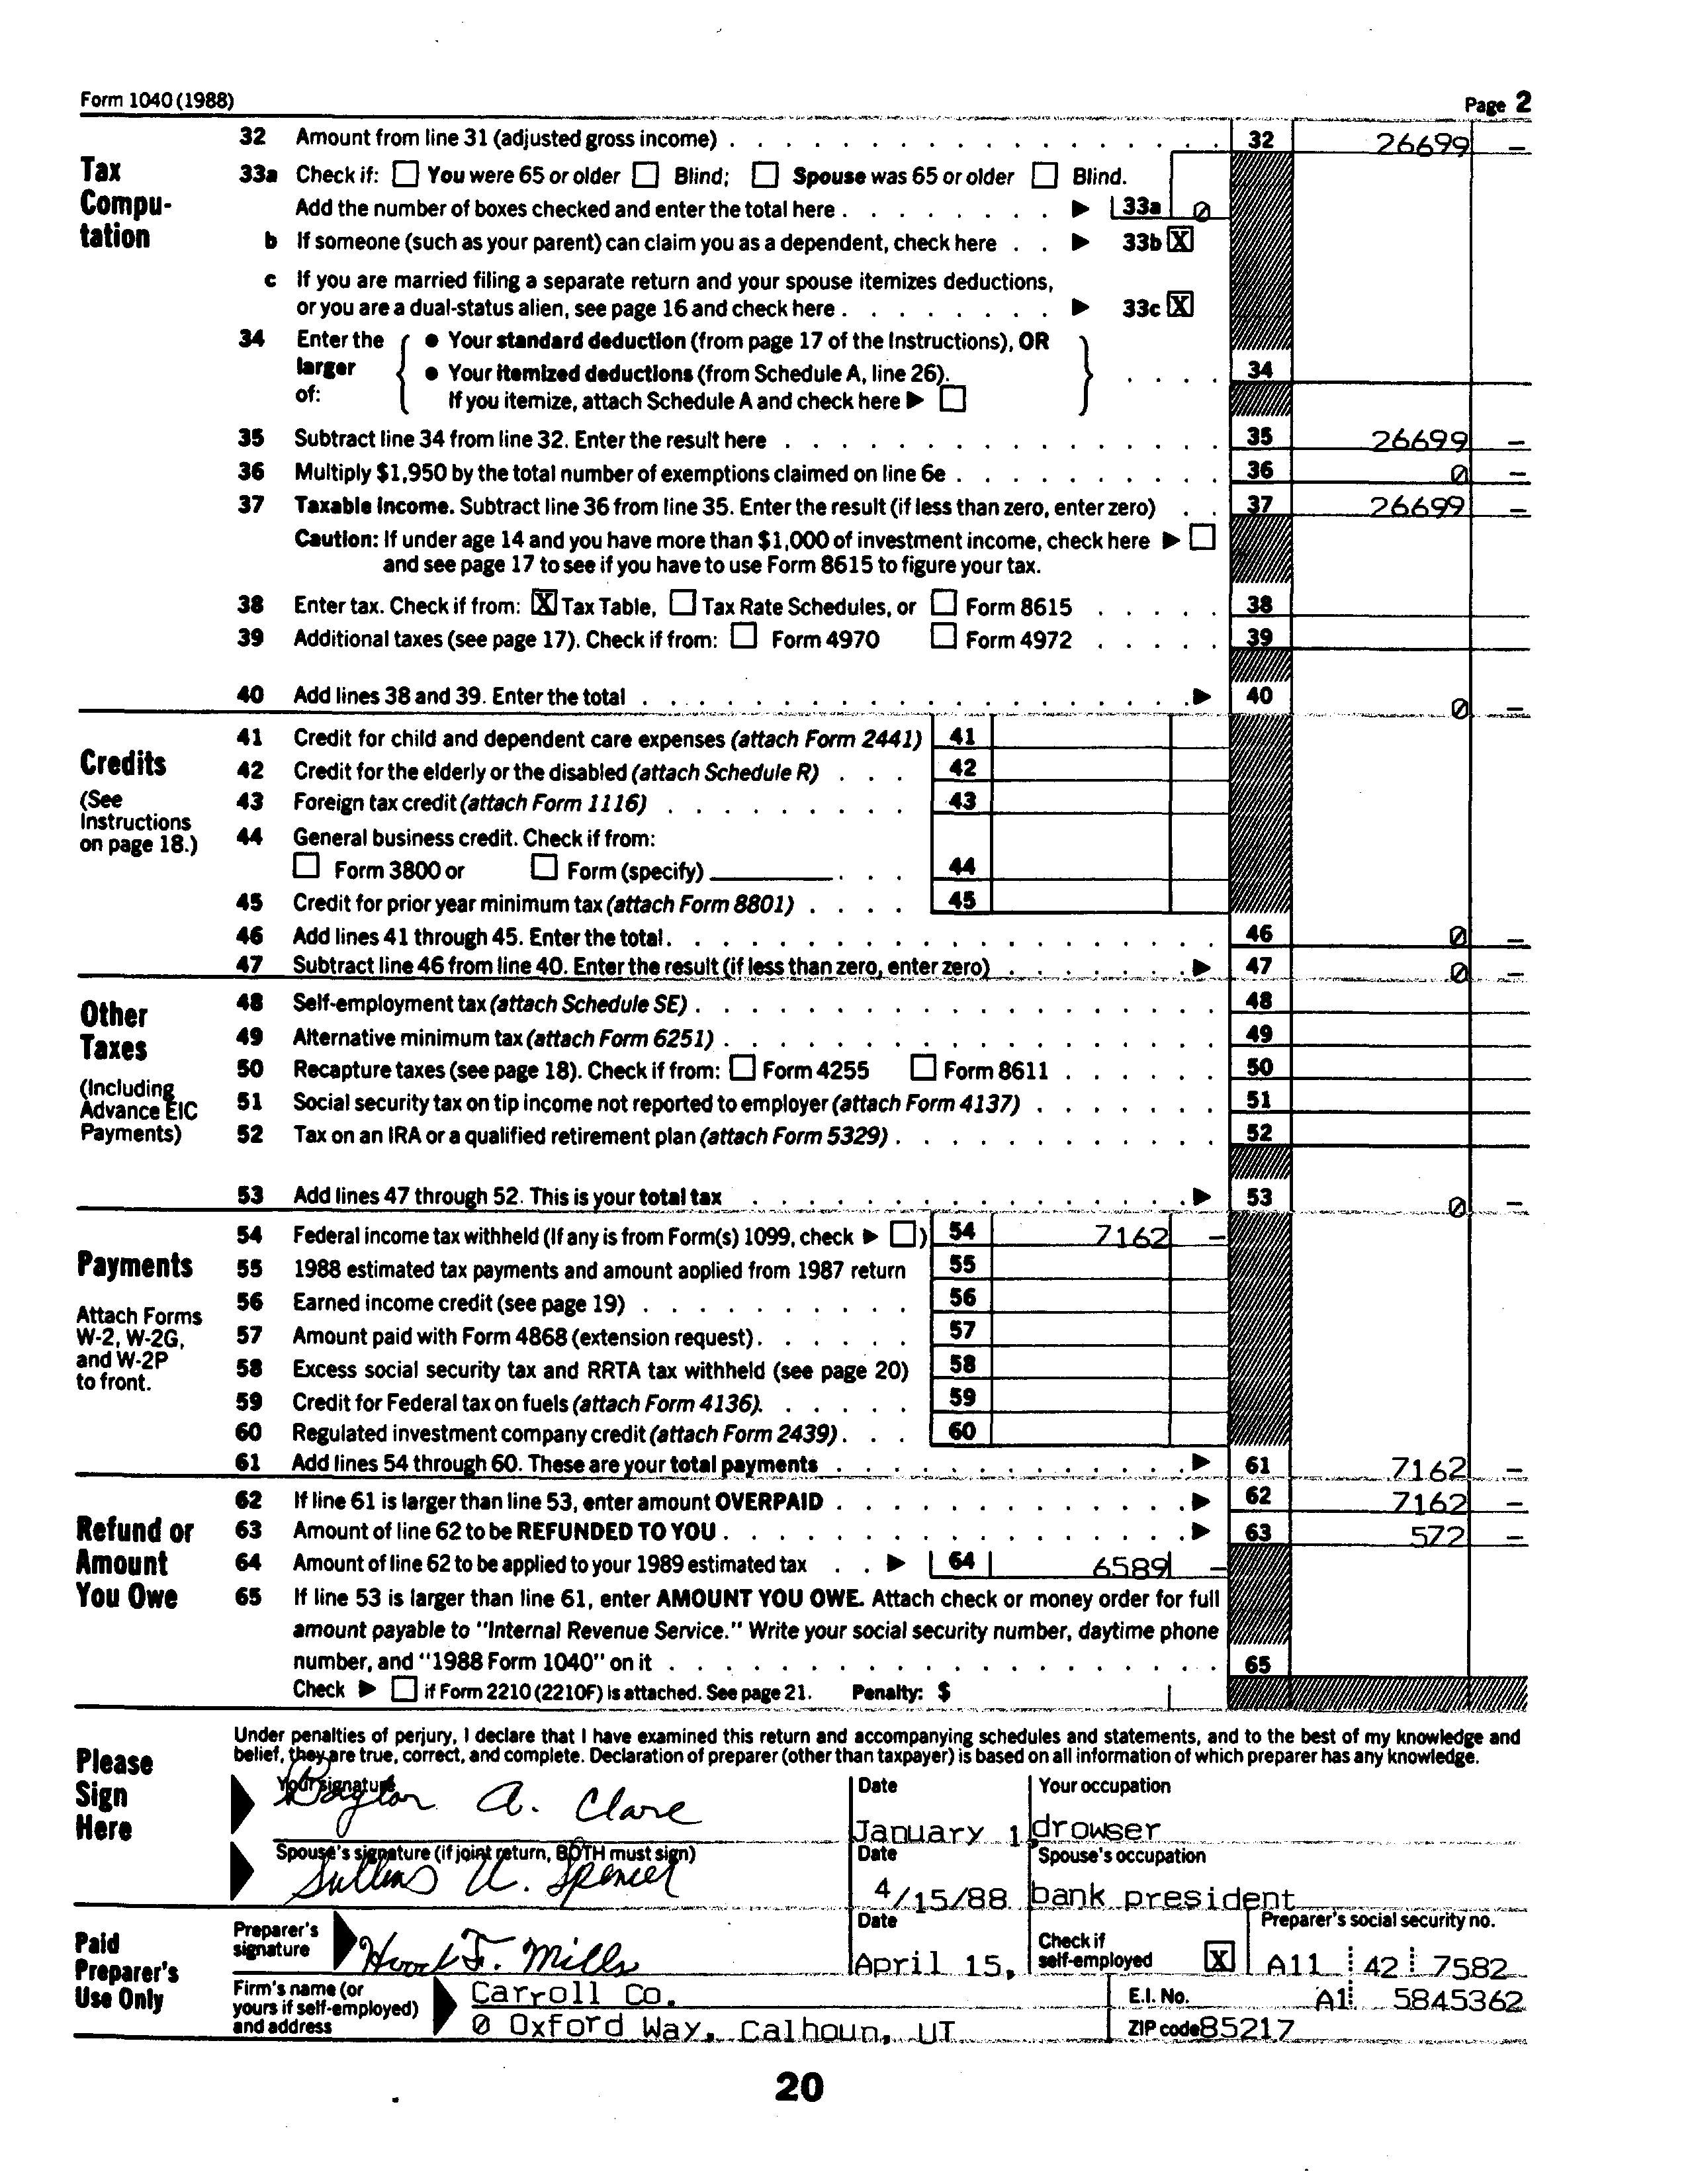 Form 1040 (1988) Page 2
Tax Compu-tation
32 Amount from line 31 (adjusted gross income) 32 26699 –
33a Check if: You were 65 or older Blind; Spouse was 65 or older Blind.
Add the number of boxes checked and enter the total here 33a 0
b If someone (such as your parent) can claim you as a dependent, check here 33b X
c If you are married filing a separate return and your spouse itemizes deductions,
or you are a dual-status alien, see page 16 and check here 33c X
34 Enter the larger of:
• Your standard deduction (from page 17 of the Instructions), OR
• Your itemized deductions (from Schedule A, line 26). 34
If you itemize, attach Schedule A and check here
35 Subtract line 34 from line 32. Enter the result here 35 26699 –
36 Multiply $1,950 by the total number of exemptions claimed on line 6e 36 0 –
37 Taxable income. Subtract line 36 from line 35. Enter the result (if less than zero, enter zero) 37 26699 –
Caution: If under age 14 and you have more than $1,000 of investment income, check here
and see page 17 to see if you have to use Form 8615 to figure your tax.
38 Enter tax. Check if from: X Tax Table, Tax Rate Schedules, or Form 8615 38
39 Additional taxes (see page 17). Check if from: Form 4970 Form 4972 39
40 Add lines 38 and 39. Enter the total 40 0 –
Credits
(See Instructions on page 18.)
41 Credit for child and dependent care expenses (attach Form 2441) 41
42 Credit for the elderly or the disabled (attach Schedule R) 42
43 Foreign tax credit (attach Form 1116) 43
44 General business credit. Check if from:
Form 3800 or Form (specify) 44
45 Credit for prior year minimum tax (attach Form 8801) 45
46 Add lines 41 through 45. Enter the total 46 0 –
47 Subtract line 46 from line 40. Enter the result (if less than zero, enter zero) 47 0 –
Other Taxes
(Including Advance EIC Payments)
48 Self-employment tax (attach Schedule SE) 48
49 Alternative minimum tax (attach Form 6251) 49
50 Recapture taxes (see page 18). Check if from: Form 4255 Form 8611 50
51 Social security tax on tip income not reported to employer (attach Form 4137) 51
52 Tax on an IRA or a qualified retirement plan (attach Form 5329) 52
53 Add lines 47 through 52. This is your total tax 53 0 –
Payments
Attach Forms W-2, W-2G, and W-2P to front.
54 Federal income tax withheld (If any is from Form(s) 1099, check ) 54 7162 –
55 1988 estimated tax payments and amount applied from 1987 return 55
56 Earned income credit (see page 19) 56
57 Amount paid with Form 4868 (extension request) 57
58 Excess social security tax and RRTA tax withheld (see page 20) 58
59 Credit for Federal tax on fuels (attach Form 4136) 59
60 Regulated investment company credit (attach Form 2439) 60
61 Add lines 54 through 60. These are your total payments 61 7162 –
Refund or Amount You Owe
62 If line 61 is larger than line 53, enter amount OVERPAID 62 7162 –
63 Amount of line 62 to be REFUNDED TO YOU 63 572 –
64 Amount of line 62 to be applied to your 1989 estimated tax 64 6589 –
65 If line 53 is larger than line 61, enter AMOUNT YOU OWE. Attach check or money order for full
amount payable to "Internal Revenue Service." Write your social security number, daytime phone
number, and "1988 Form 1040" on it 65
Check if Form 2210 (2210F) is attached. See page 21. Penalty: $
Please Sign Here
Under penalties of perjury, I declare that I have examined this return and accompanying schedules and statements, and to the best of my knowledge and
belief, they are true, correct, and complete. Declaration of preparer (other than taxpayer) is based on all information of which preparer has any knowledge.
Your signature Date Your occupation
A. Clare January 1, drowser
Spouse's signature (if joint return, BOTH must sign) Date Spouse's occupation
U. Spencer 4/15/88 bank president
Paid Preparer's Use Only
Preparer's signature Date Check if self-employed X Preparer's social security no.
F. Mills April 15, A11 42 7582
Firm's name (or yours if self-employed) and address
Carroll Co. E.I. No. A1 5845362
0 Oxford Way, Calhoun, UT ZIP code 85217
20